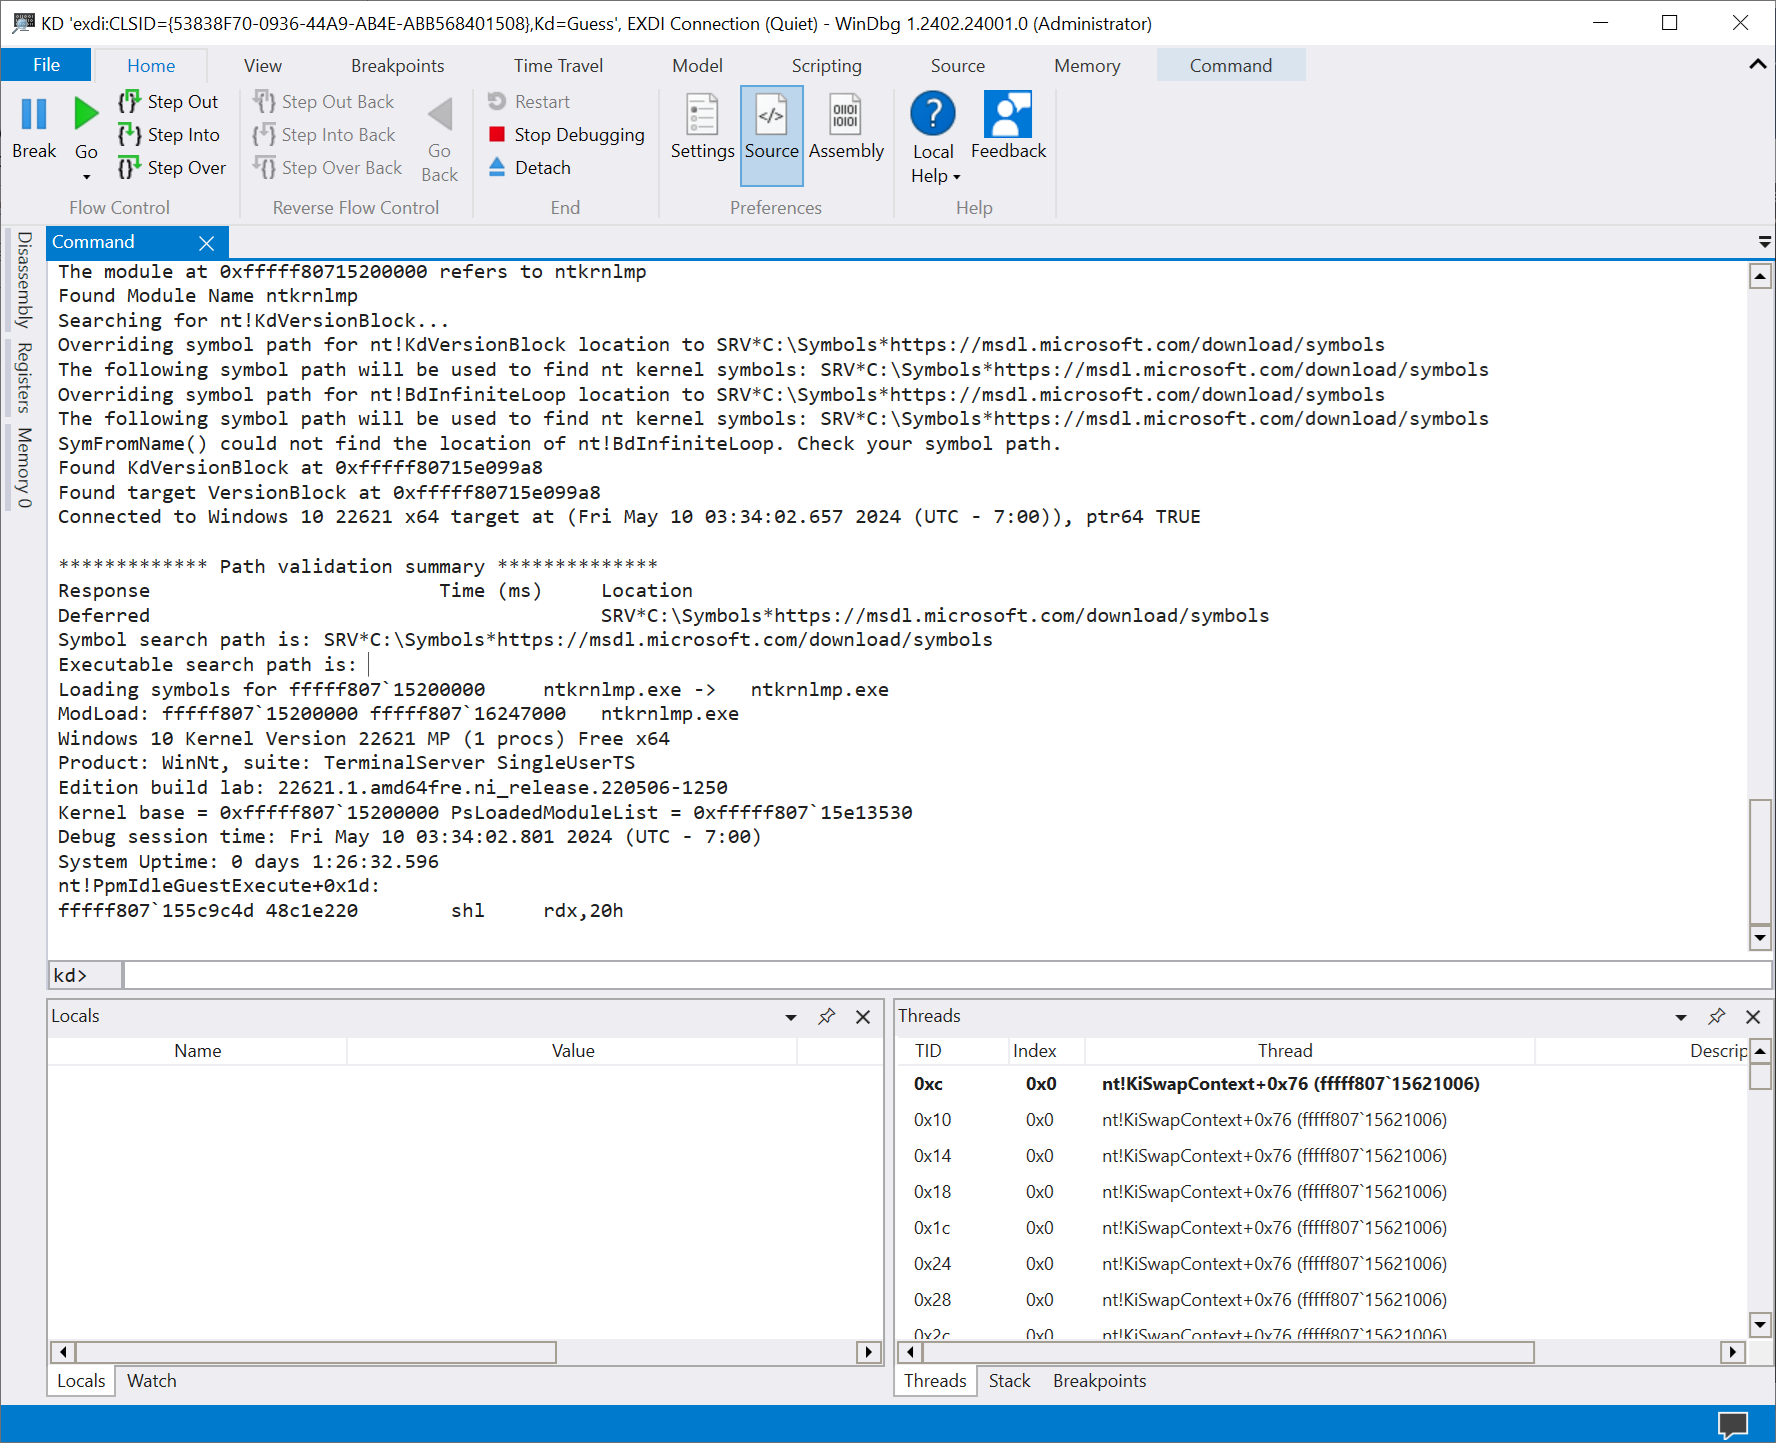 KD 'exdi:CLSID={53838F70-0936-44A9-AB4E-ABB568401508},Kd=Guess', EXDI Connection (Quiet) - WinDbg 1.2402.24001.0 (Administrator)
File Home View Breakpoints Time Travel Model Scripting Source Memory Command
Break
Go
Step Out
Step Into
Step Over
Flow Control
Step Out Back
Step Into Back
Step Over Back
Go Back
Reverse Flow Control
Restart
Stop Debugging
Detach
End
Settings
Source
Assembly
Preferences
Local Help
Feedback
Help
Disassembly
Registers
Memory 0
Command
The module at 0xfffff80715200000 refers to ntkrnlmp
Found Module Name ntkrnlmp
Searching for nt!KdVersionBlock...
Overriding symbol path for nt!KdVersionBlock location to SRV*C:\Symbols*https://msdl.microsoft.com/download/symbols
The following symbol path will be used to find nt kernel symbols: SRV*C:\Symbols*https://msdl.microsoft.com/download/symbols
Overriding symbol path for nt!BdInfiniteLoop location to SRV*C:\Symbols*https://msdl.microsoft.com/download/symbols
The following symbol path will be used to find nt kernel symbols: SRV*C:\Symbols*https://msdl.microsoft.com/download/symbols
SymFromName() could not find the location of nt!BdInfiniteLoop. Check your symbol path.
Found KdVersionBlock at 0xfffff80715e099a8
Found target VersionBlock at 0xfffff80715e099a8
Connected to Windows 10 22621 x64 target at (Fri May 10 03:34:02.657 2024 (UTC - 7:00)), ptr64 TRUE
************* Path validation summary **************
Response Time (ms) Location
Deferred SRV*C:\Symbols*https://msdl.microsoft.com/download/symbols
Symbol search path is: SRV*C:\Symbols*https://msdl.microsoft.com/download/symbols
Executable search path is:
Loading symbols for fffff807`15200000 ntkrnlmp.exe -> ntkrnlmp.exe
ModLoad: fffff807`15200000 fffff807`16247000 ntkrnlmp.exe
Windows 10 Kernel Version 22621 MP (1 procs) Free x64
Product: WinNt, suite: TerminalServer SingleUserTS
Edition build lab: 22621.1.amd64fre.ni_release.220506-1250
Kernel base = 0xfffff807`15200000 PsLoadedModuleList = 0xfffff807`15e13530
Debug session time: Fri May 10 03:34:02.801 2024 (UTC - 7:00)
System Uptime: 0 days 1:26:32.596
nt!PpmIdleGuestExecute+0x1d:
fffff807`155c9c4d 48c1e220 shl rdx,20h
kd>
Locals
Name Value
Locals Watch
Threads
TID Index Thread Descrip
0xc 0x0 nt!KiSwapContext+0x76 (fffff807`15621006)
0x10 0x0 nt!KiSwapContext+0x76 (fffff807`15621006)
0x14 0x0 nt!KiSwapContext+0x76 (fffff807`15621006)
0x18 0x0 nt!KiSwapContext+0x76 (fffff807`15621006)
0x1c 0x0 nt!KiSwapContext+0x76 (fffff807`15621006)
0x24 0x0 nt!KiSwapContext+0x76 (fffff807`15621006)
0x28 0x0 nt!KiSwapContext+0x76 (fffff807`15621006)
0x2c 0x0 nt!KiSwapContext+0x76 (fffff807`15621006)
Threads Stack Breakpoints